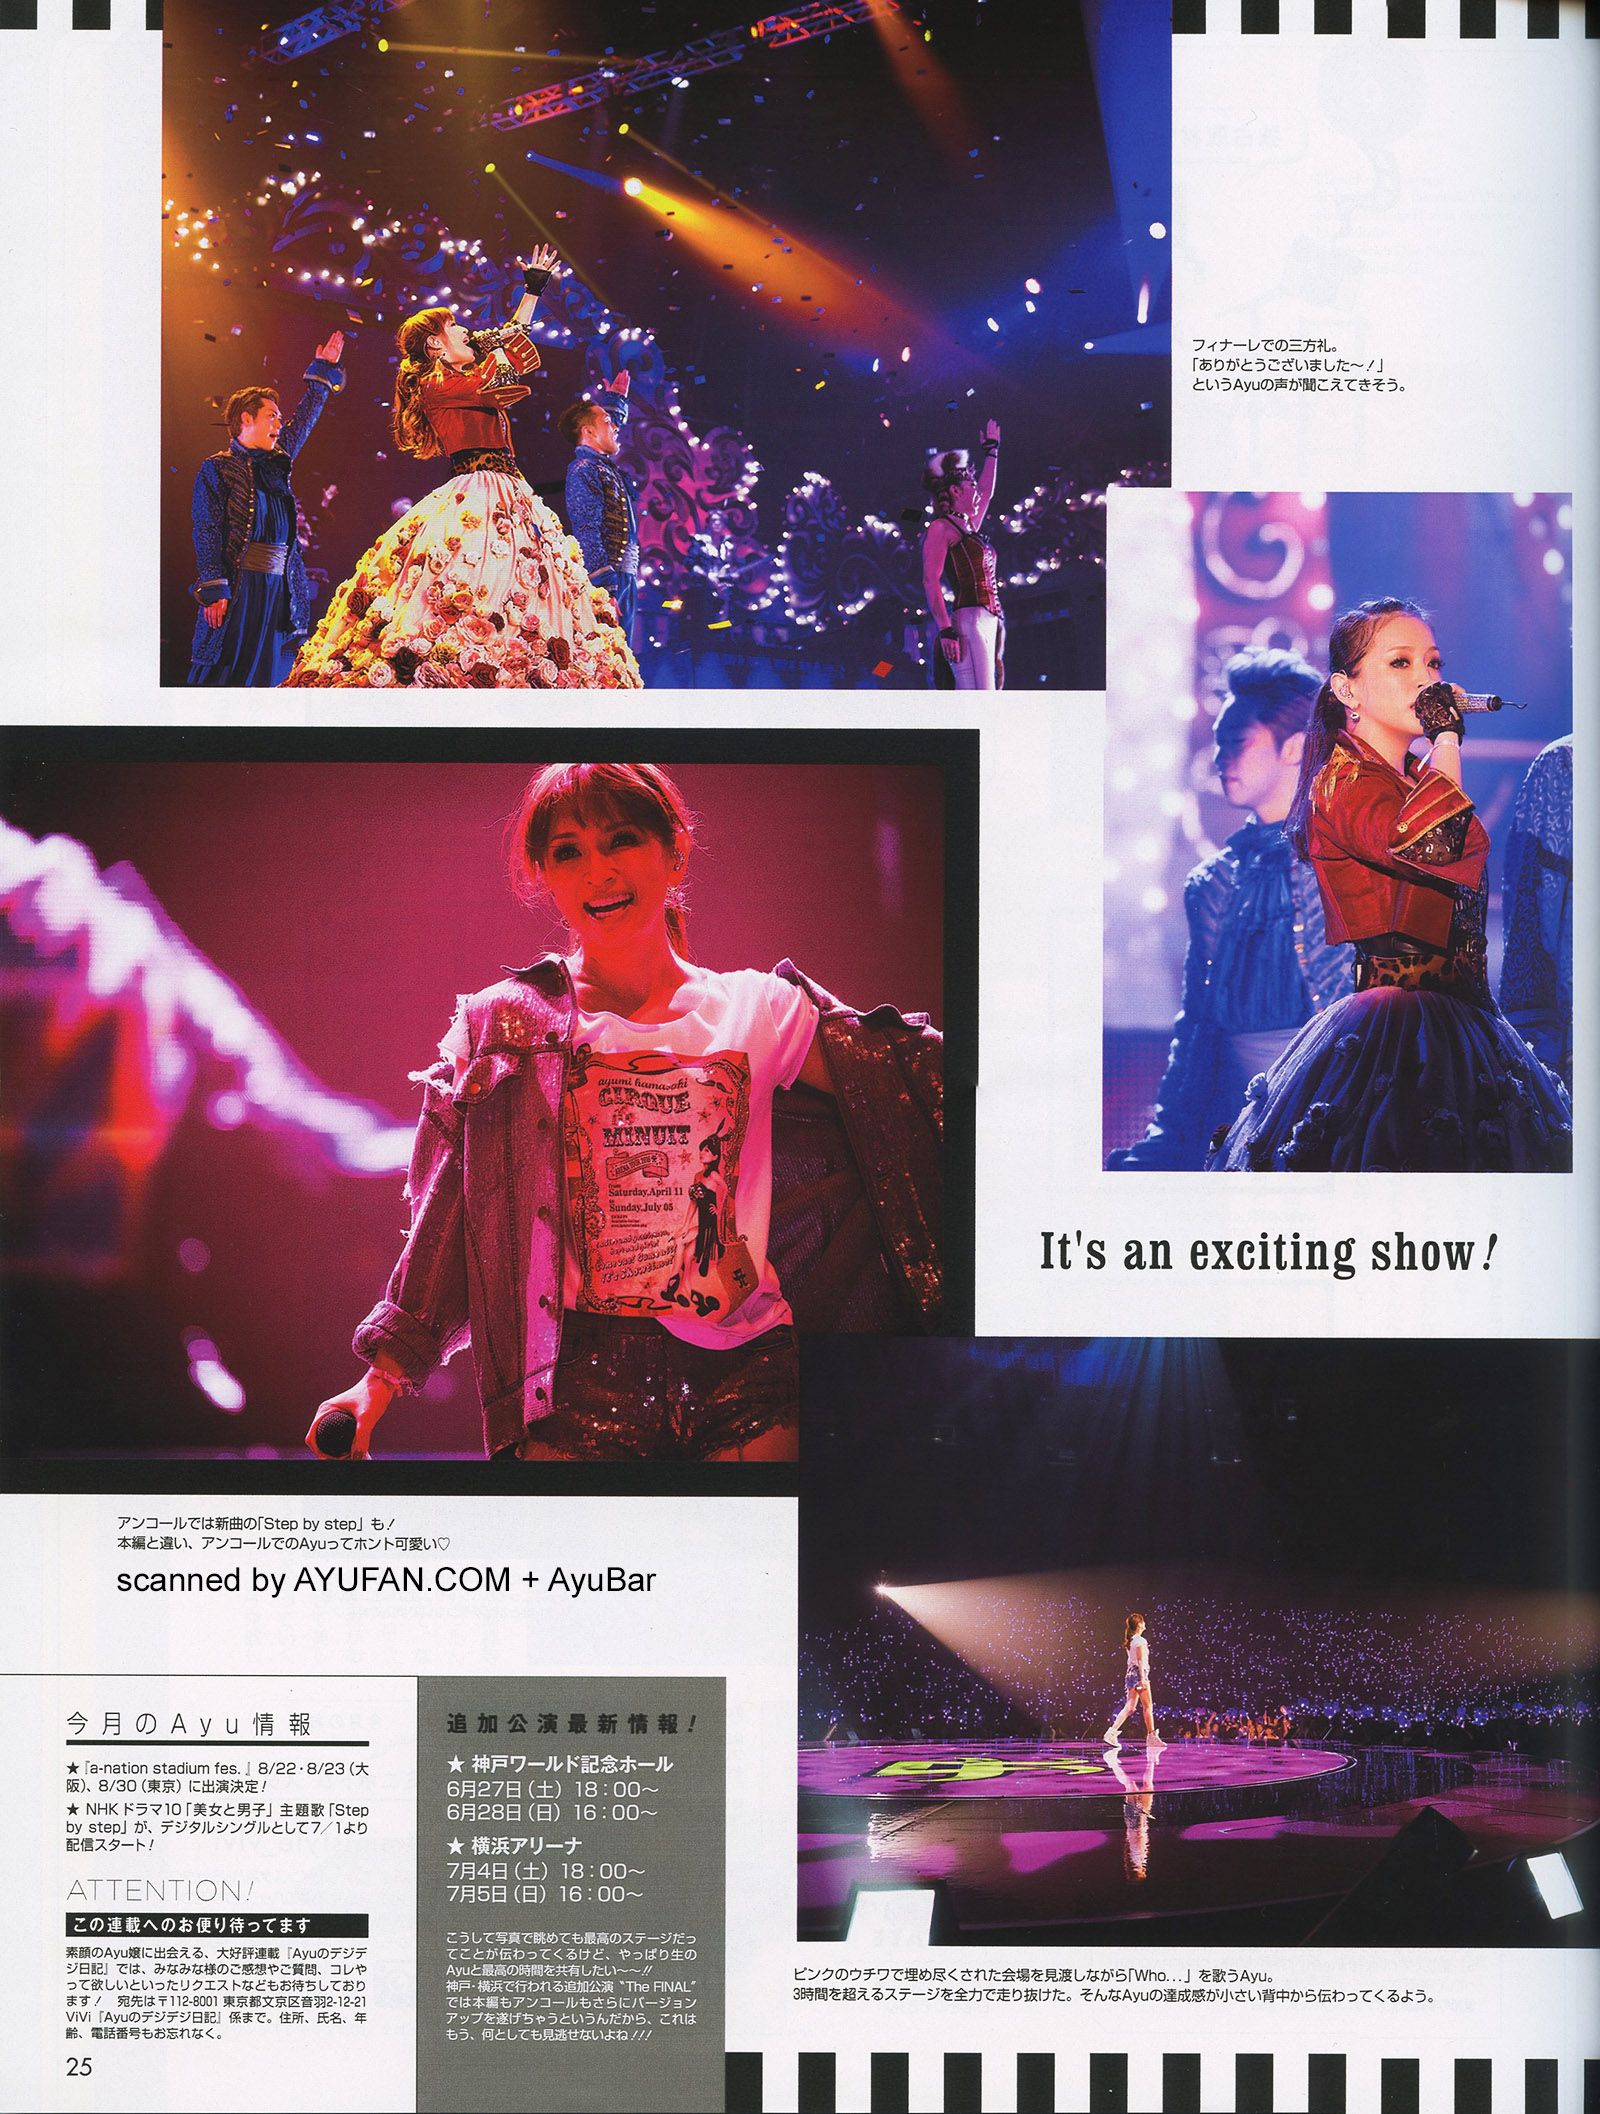 フィナーレでの三方礼。
「ありがとうございました〜！」
というAyuの声が聞こえてきそう。
ayumi hamasaki
CIRQUE
de
MINUIT
ARENA TOUR 2015
from
Saturday, April 11
to
Sunday, July 05
Ladies and gentlemen,
boys and girls!
Come on! Come all!
It's Showtime!
It's an exciting show!
アンコールでは新曲の「Step by step」も！
本編と違い、アンコールでのAyuってホント可愛い♡
scanned by AYUFAN.COM + AyuBar
今月のAyu情報
★『a-nation stadium fes.』8/22・8/23（大
阪）、8/30（東京）に出演決定！
★ NHKドラマ10「美女と男子」主題歌「Step
by step」が、デジタルシングルとして7／1より
配信スタート！
ATTENTION!
この連載へのお便り待ってます
素顔のAyu嬢に出会える、大好評連載『Ayuのデジデ
ジ日記』では、みなみな様のご感想やご質問、コレや
って欲しいといったリクエストなどもお待ちしており
ます！　宛先は〒112-8001 東京都文京区音羽2-12-21
ViVi『Ayuのデジデジ日記』係まで。住所、氏名、年
齢、電話番号もお忘れなく。
25
追加公演最新情報！
★ 神戸ワールド記念ホール
6月27日（土）18：00〜
6月28日（日）16：00〜
★ 横浜アリーナ
7月4日（土）18：00〜
7月5日（日）16：00〜
こうして写真で眺めても最高のステージだっ
てことが伝わってくるけど、やっぱり生の
Ayuと最高の時間を共有したい〜〜!!
神戸・横浜で行われる追加公演“The FINAL”
では本編もアンコールもさらにバージョン
アップを遂げちゃうというんだから、これは
もう、何としても見逃せないよね!!!
ピンクのウチワで埋め尽くされた会場を見渡しながら「Who...」を歌うAyu。
3時間を超えるステージを全力で走り抜けた。そんなAyuの達成感が小さい背中から伝わってくるよう。